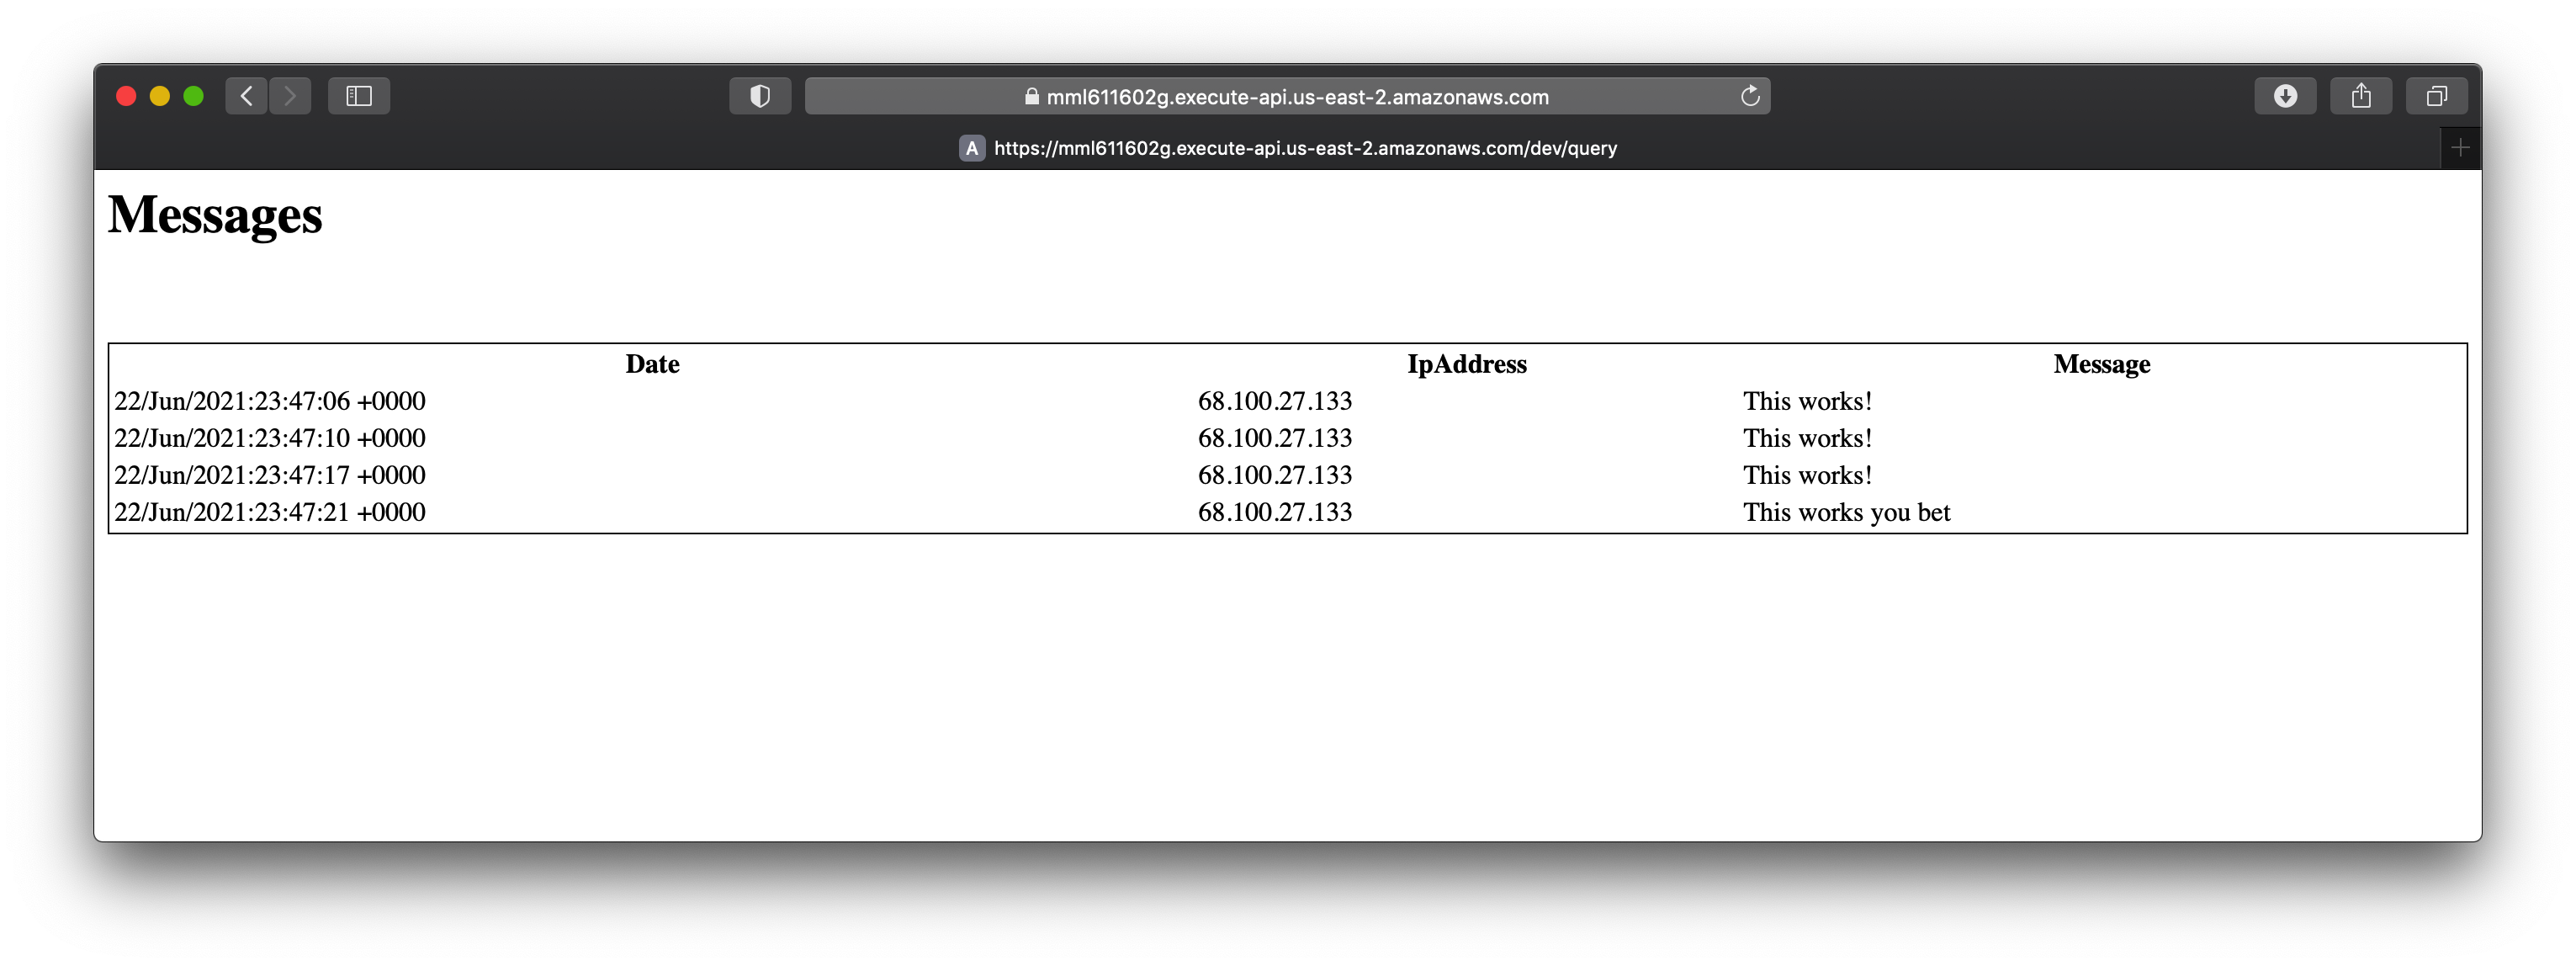 mml611602g.execute-api.us-east-2.amazonaws.com
A https://mml611602g.execute-api.us-east-2.amazonaws.com/dev/query
Messages
Date IpAddress Message
22/Jun/2021:23:47:06 +0000 68.100.27.133 This works!
22/Jun/2021:23:47:10 +0000 68.100.27.133 This works!
22/Jun/2021:23:47:17 +0000 68.100.27.133 This works!
22/Jun/2021:23:47:21 +0000 68.100.27.133 This works you bet